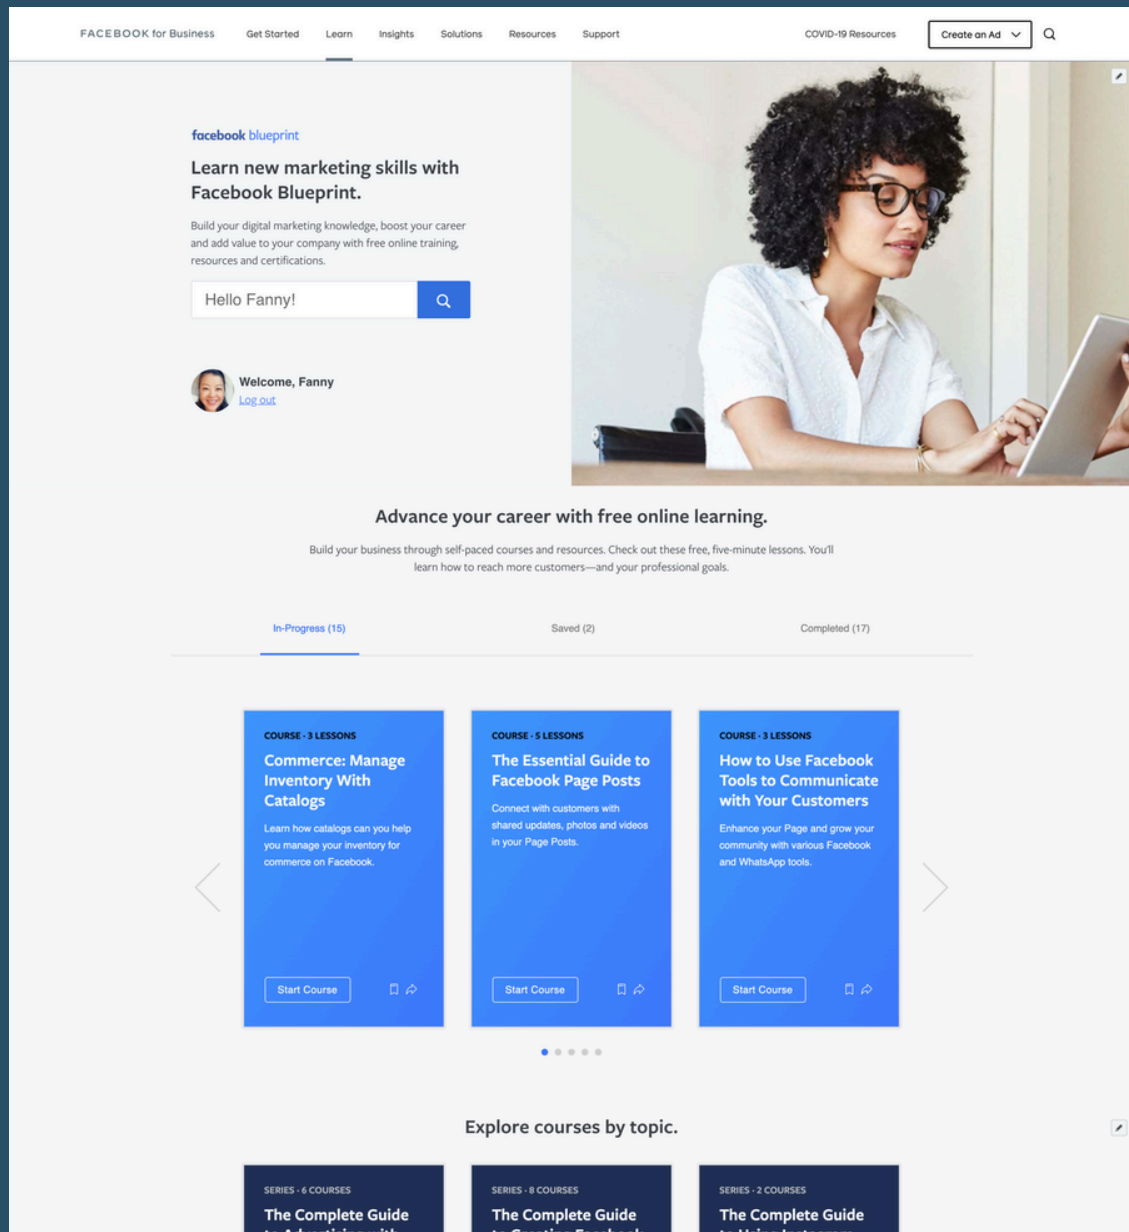 FACEBOOK for Business Get Started Learn Insights Solutions Resources Support COVID-19 Resources Create an Ad
facebook blueprint
Learn new marketing skills with
Facebook Blueprint.
Build your digital marketing knowledge, boost your career
and add value to your company with free online training,
resources and certifications.
Hello Fanny!
Welcome, Fanny
Log out
Advance your career with free online learning.
Build your business through self-paced courses and resources. Check out these free, five-minute lessons. You'll
learn how to reach more customers—and your professional goals.
In-Progress (15) Saved (2) Completed (17)
COURSE · 3 LESSONS
Commerce: Manage
Inventory With
Catalogs
Learn how catalogs can you help
you manage your inventory for
commerce on Facebook.
Start Course
COURSE · 5 LESSONS
The Essential Guide to
Facebook Page Posts
Connect with customers with
shared updates, photos and videos
in your Page Posts.
Start Course
COURSE · 3 LESSONS
How to Use Facebook
Tools to Communicate
with Your Customers
Enhance your Page and grow your
community with various Facebook
and WhatsApp tools.
Start Course
Explore courses by topic.
SERIES · 6 COURSES
The Complete Guide
to Advertising with
SERIES · 8 COURSES
The Complete Guide
to Creating Facebook
SERIES · 2 COURSES
The Complete Guide
to Using Instagram